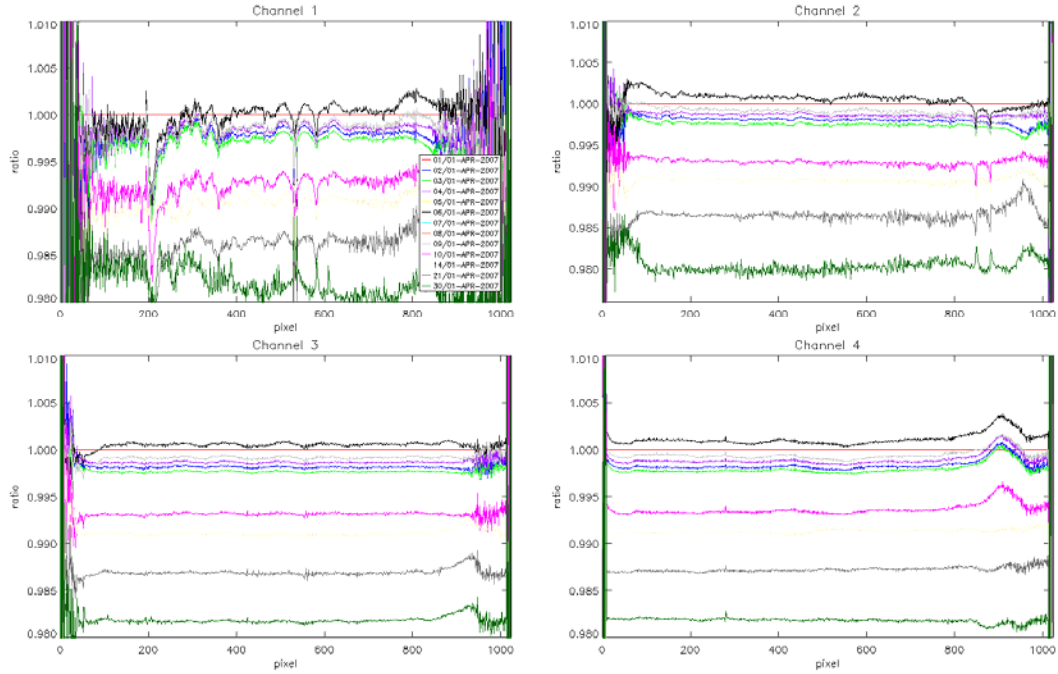 Channel 1
1.010
1.005
1.000
0.995
0.990
0.985
0.980
ratio
0 200 400 600 800 1000
pixel
01/01-APR-2007
02/01-APR-2007
03/01-APR-2007
04/01-APR-2007
05/01-APR-2007
06/01-APR-2007
07/01-APR-2007
08/01-APR-2007
09/01-APR-2007
10/01-APR-2007
14/01-APR-2007
21/01-APR-2007
30/01-APR-2007
Channel 2
1.010
1.005
1.000
0.995
0.990
0.985
0.980
ratio
0 200 400 600 800 1000
pixel
Channel 3
1.010
1.005
1.000
0.995
0.990
0.985
0.980
ratio
0 200 400 600 800 1000
pixel
Channel 4
1.010
1.005
1.000
0.995
0.990
0.985
0.980
ratio
0 200 400 600 800 1000
pixel